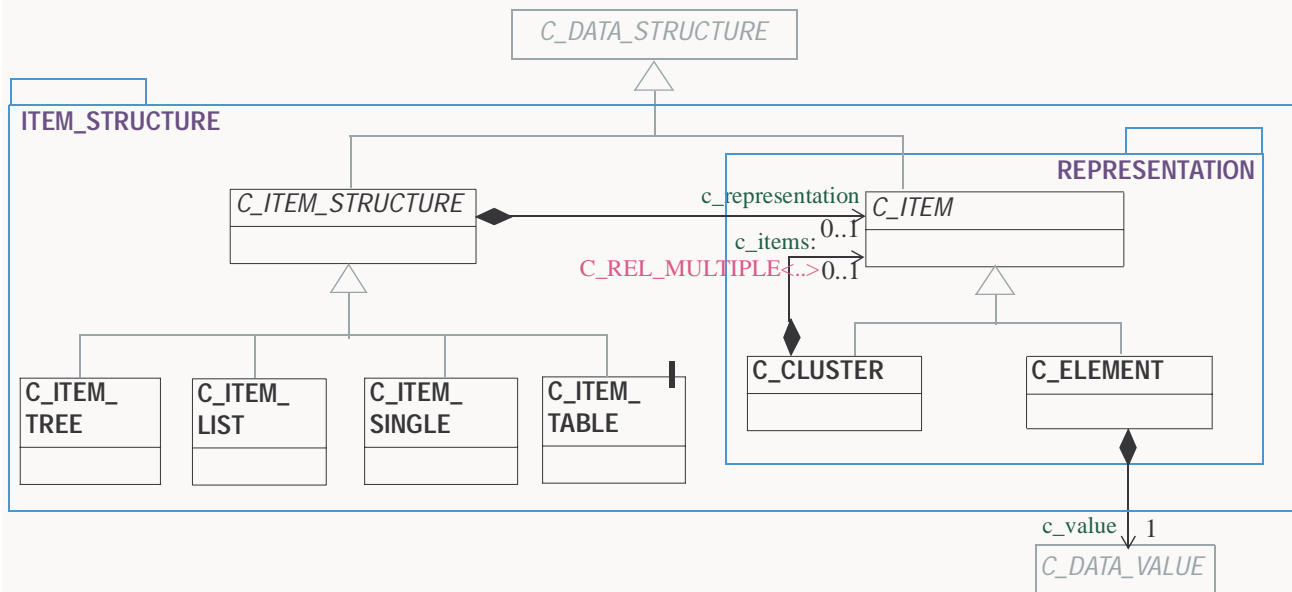 C_DATA_STRUCTURE
ITEM_STRUCTURE
REPRESENTATION
C_ITEM_STRUCTURE
c_representation
C_ITEM
0..1
c_items:
C_REL_MULTIPLE<..>0..1
C_CLUSTER
C_ELEMENT
C_ITEM_
TREE
C_ITEM_
LIST
C_ITEM_
SINGLE
C_ITEM_
TABLE
c_value 1
C_DATA_VALUE